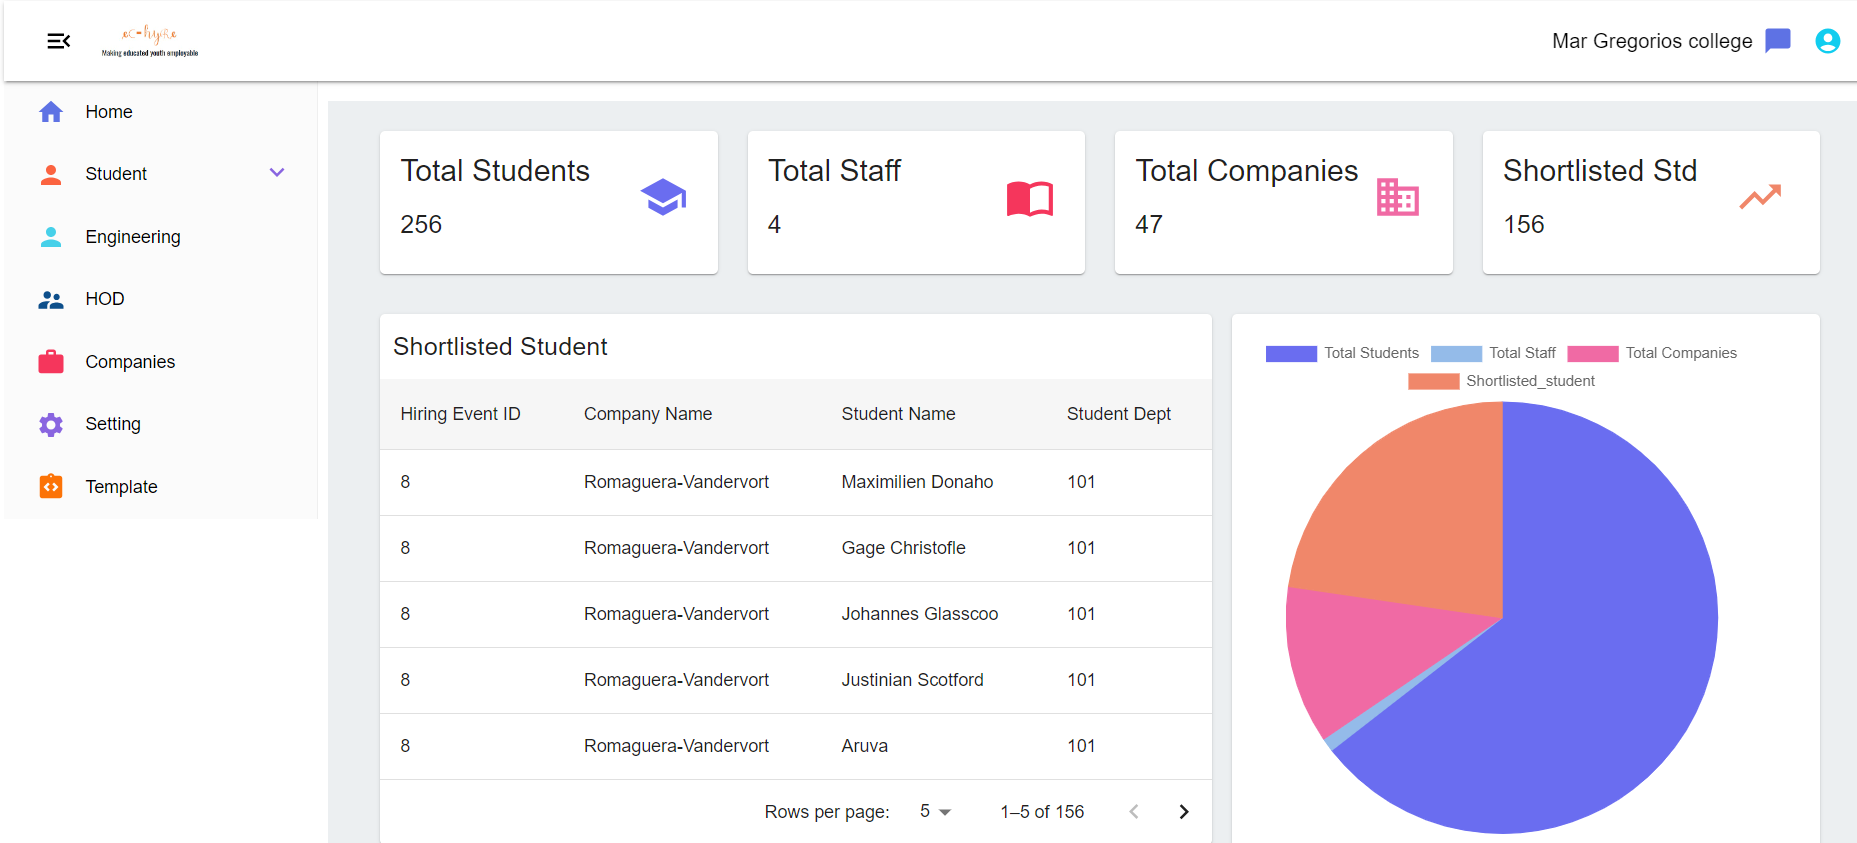 Making educated youth employable
Mar Gregorios college
Home
Student
Engineering
HOD
Companies
Setting
Template
Total Students
256
Total Staff
4
Total Companies
47
Shortlisted Std
156
Shortlisted Student
Hiring Event ID Company Name Student Name Student Dept
8 Romaguera-Vandervort Maximilien Donaho 101
8 Romaguera-Vandervort Gage Christofle 101
8 Romaguera-Vandervort Johannes Glasscoo 101
8 Romaguera-Vandervort Justinian Scotford 101
8 Romaguera-Vandervort Aruva 101
Rows per page: 5 1–5 of 156
Total Students Total Staff Total Companies
Shortlisted_student